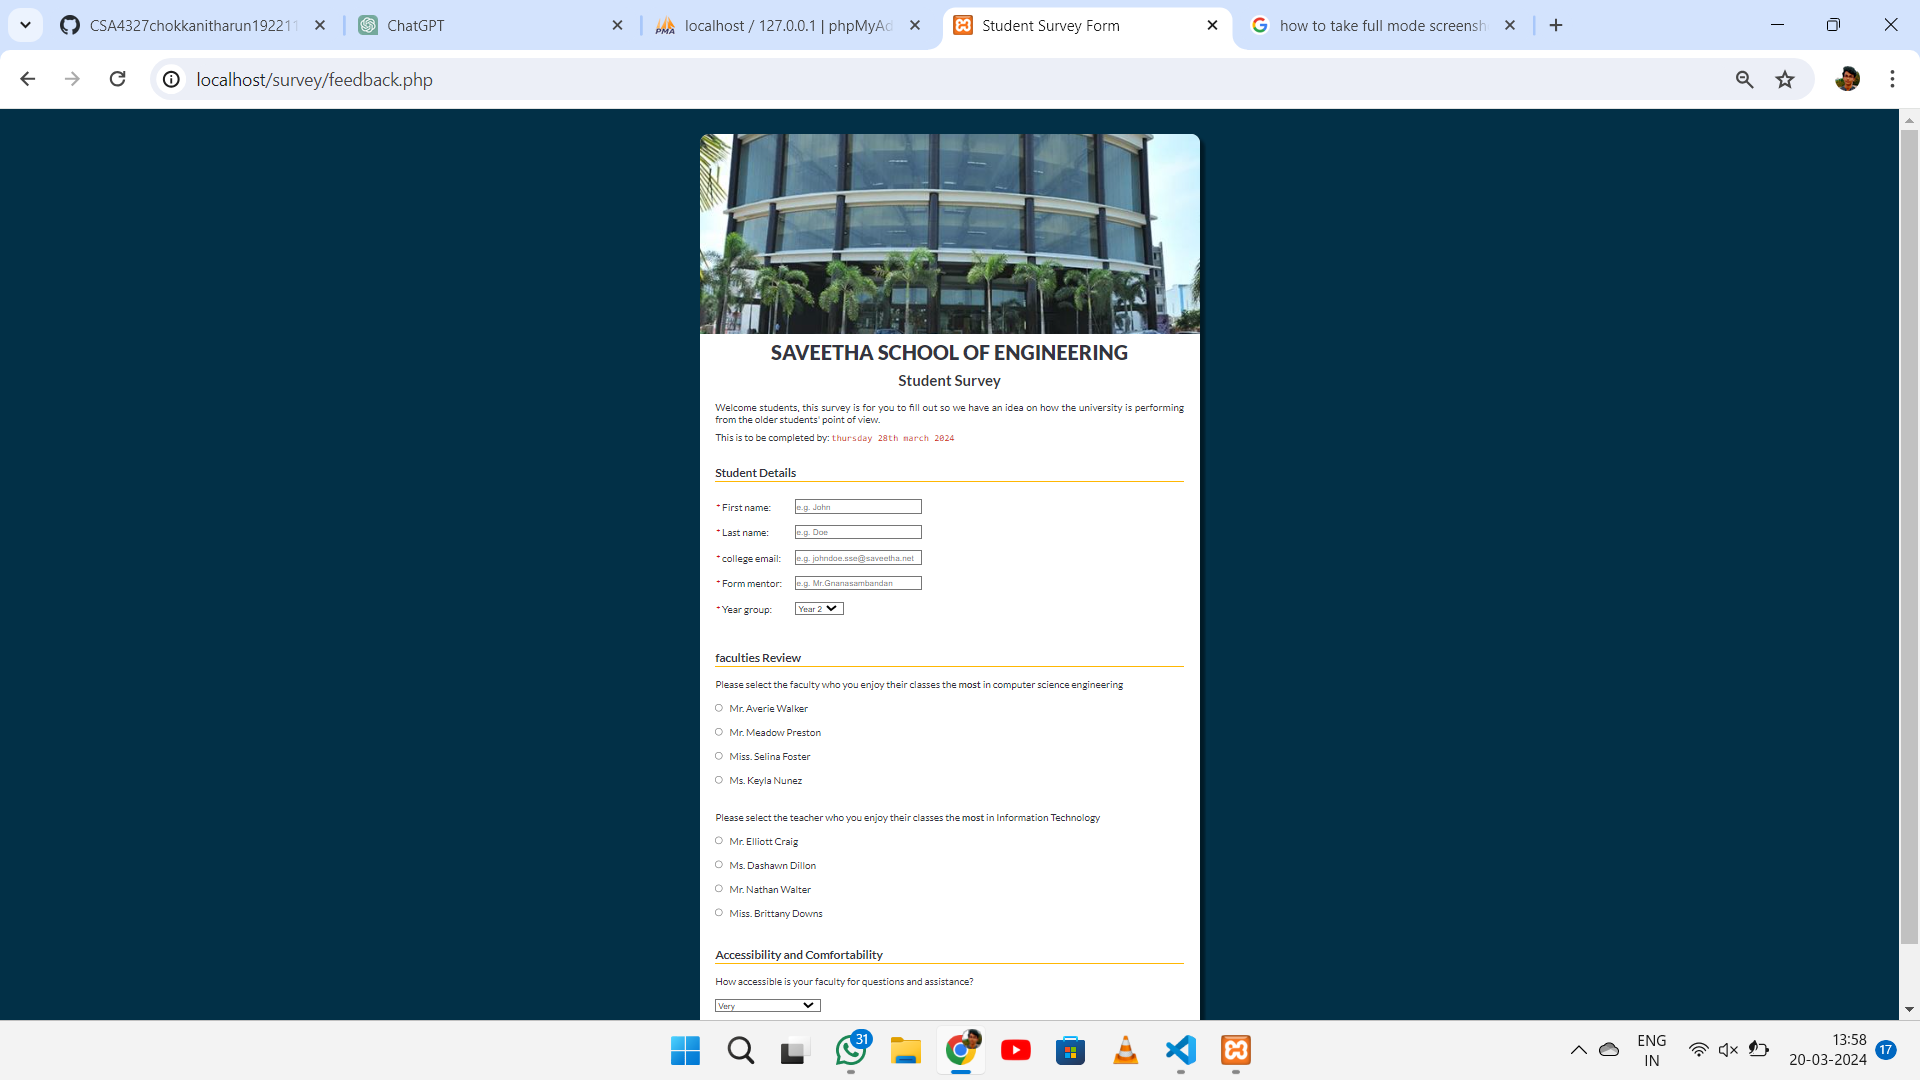 CSA4327chokkanitharun19221
ChatGPT
localhost / 127.0.0.1 | phpMyAd
Student Survey Form
how to take full mode screensh
localhost/survey/feedback.php
SAVEETHA SCHOOL OF ENGINEERING
Student Survey
Welcome students, this survey is for you to fill out so we have an idea on how the university is performing
from the older students' point of view.
This is to be completed by: thursday 28th march 2024
Student Details
* First name: e.g. John
* Last name: e.g. Doe
* college email: e.g. johndoe.sse@saveetha.net
* Form mentor: e.g. Mr.Gnanasambandan
* Year group: Year 2
faculties Review
Please select the faculty who you enjoy their classes the most in computer science engineering
Mr. Averie Walker
Mr. Meadow Preston
Miss. Selina Foster
Ms. Keyla Nunez
Please select the teacher who you enjoy their classes the most in Information Technology
Mr. Elliott Craig
Ms. Dashawn Dillon
Mr. Nathan Walter
Miss. Brittany Downs
Accessibility and Comfortability
How accessible is your faculty for questions and assistance?
Very
31
ENG
IN
13:58
20-03-2024
17